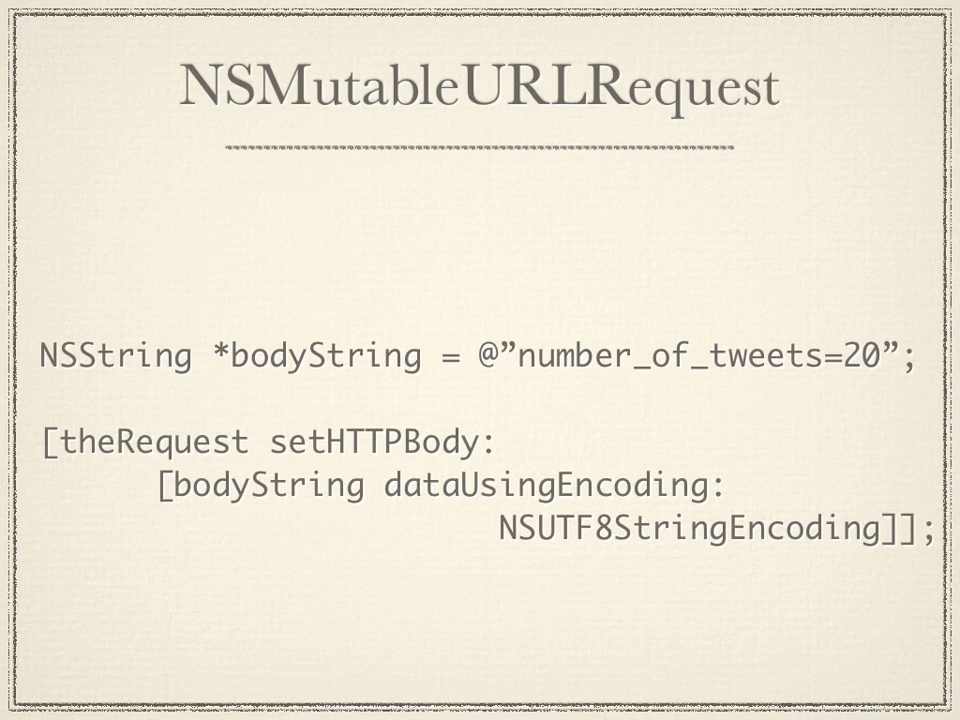 NSMutableURLRequest
NSString *bodyString = @”number_of_tweets=20”;
[theRequest setHTTPBody:
[bodyString dataUsingEncoding:
NSUTF8StringEncoding]];